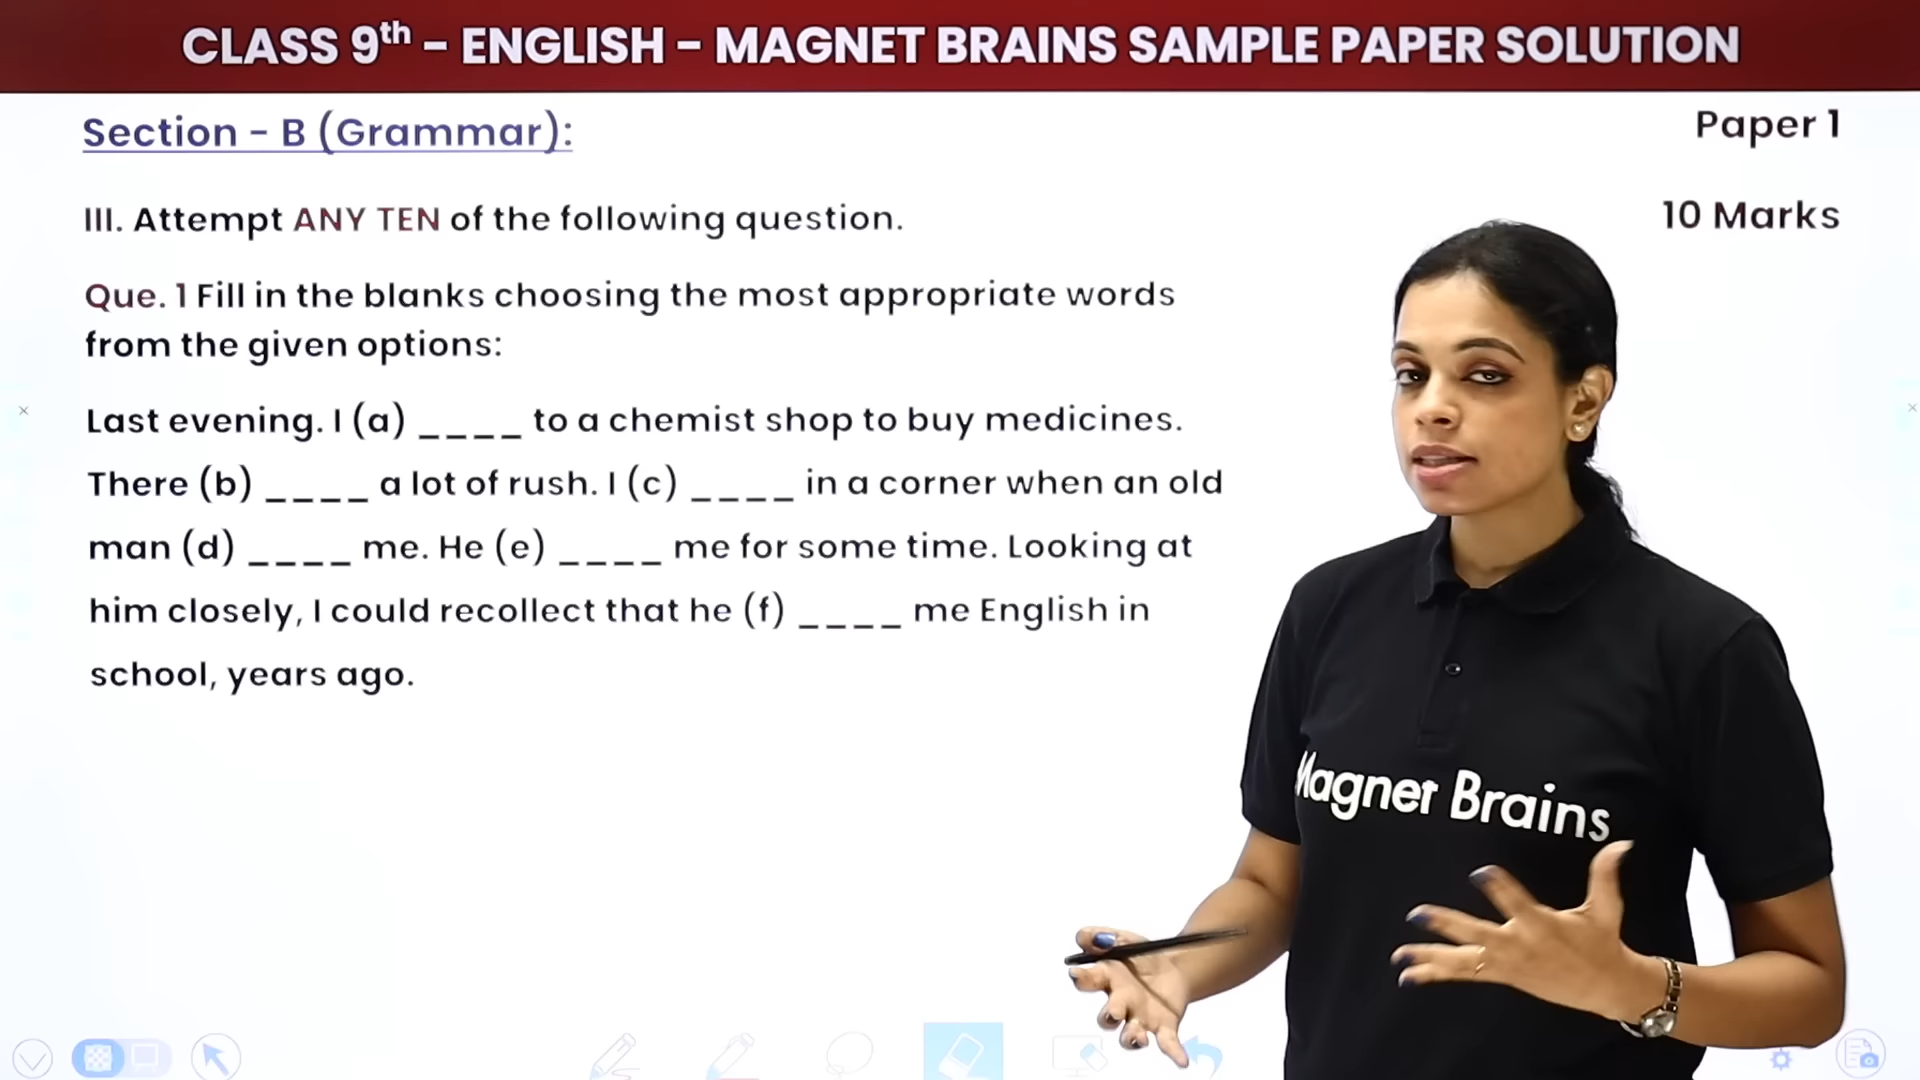 CLASS 9th – ENGLISH – MAGNET BRAINS SAMPLE PAPER SOLUTION
Section - B (Grammar):
Paper 1
III. Attempt ANY TEN of the following question.
10 Marks
Que. 1 Fill in the blanks choosing the most appropriate words
from the given options:
Last evening. I (a) ____ to a chemist shop to buy medicines.
There (b) ____ a lot of rush. I (c) ____ in a corner when an old
man (d) ____ me. He (e) ____ me for some time. Looking at
him closely, I could recollect that he (f) ____ me English in
school, years ago.
Magnet Brains